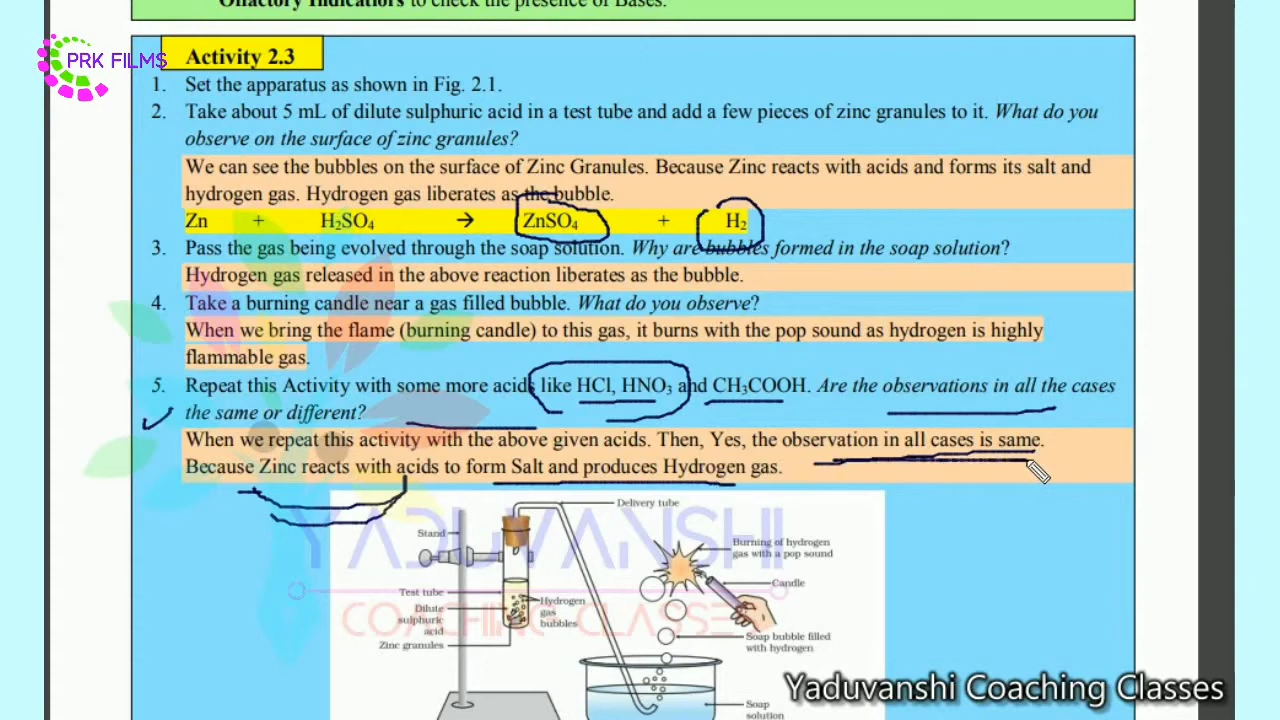 Olfactory Indicatiors to check the presence of Bases.
PRK FILMS
Activity 2.3
1. Set the apparatus as shown in Fig. 2.1.
2. Take about 5 mL of dilute sulphuric acid in a test tube and add a few pieces of zinc granules to it. What do you
observe on the surface of zinc granules?
We can see the bubbles on the surface of Zinc Granules. Because Zinc reacts with acids and forms its salt and
hydrogen gas. Hydrogen gas liberates as the bubble.
Zn + H₂SO₄ → ZnSO₄ + H₂
3. Pass the gas being evolved through the soap solution. Why are bubbles formed in the soap solution?
Hydrogen gas released in the above reaction liberates as the bubble.
4. Take a burning candle near a gas filled bubble. What do you observe?
When we bring the flame (burning candle) to this gas, it burns with the pop sound as hydrogen is highly
flammable gas.
5. Repeat this Activity with some more acids like HCl, HNO₃ and CH₃COOH. Are the observations in all the cases
the same or different?
When we repeat this activity with the above given acids. Then, Yes, the observation in all cases is same.
Because Zinc reacts with acids to form Salt and produces Hydrogen gas.
Delivery tube
Stand
Burning of hydrogen
gas with a pop sound
Candle
Test tube
Dilute
sulphuric
acid
Zinc granules
Hydrogen
gas
bubbles
Soap bubble filled
with hydrogen
Soap
solution
YADUVANSHI
COACHING CLASSES
Yaduvanshi Coaching Classes